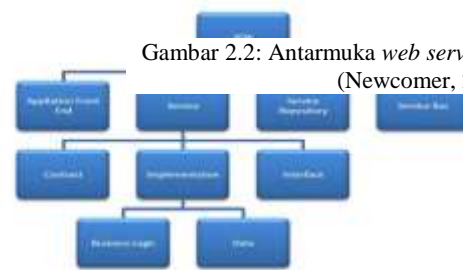 Gambar 2.2: Antarmuka web serv
(Newcomer,
Application Front
End
Service
Service
Repository
Service Bus
Contract
Implementation
Interface
Business Logic
Data